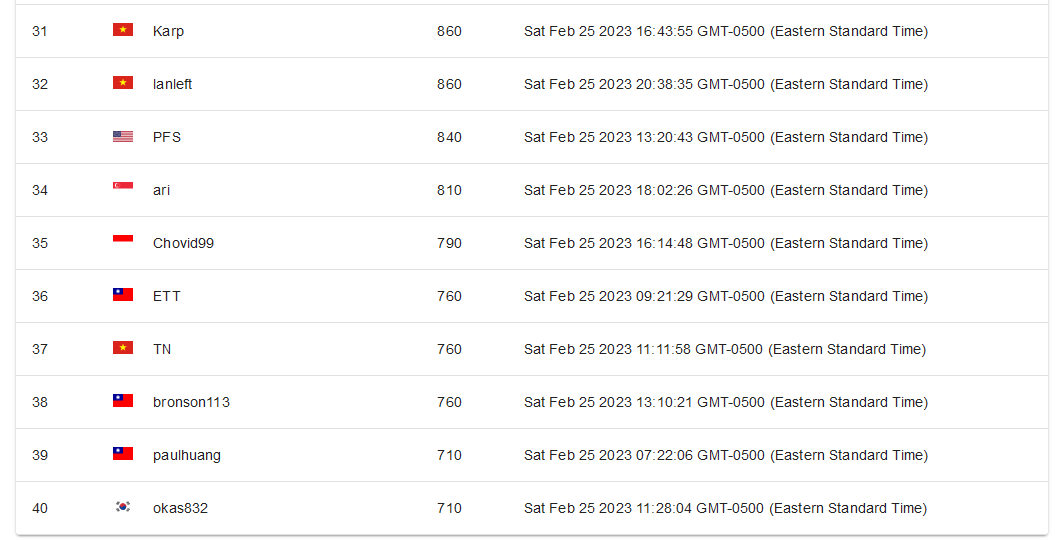 31 Karp 860 Sat Feb 25 2023 16:43:55 GMT-0500 (Eastern Standard Time)
32 lanleft 860 Sat Feb 25 2023 20:38:35 GMT-0500 (Eastern Standard Time)
33 PFS 840 Sat Feb 25 2023 13:20:43 GMT-0500 (Eastern Standard Time)
34 ari 810 Sat Feb 25 2023 18:02:26 GMT-0500 (Eastern Standard Time)
35 Chovid99 790 Sat Feb 25 2023 16:14:48 GMT-0500 (Eastern Standard Time)
36 ETT 760 Sat Feb 25 2023 09:21:29 GMT-0500 (Eastern Standard Time)
37 TN 760 Sat Feb 25 2023 11:11:58 GMT-0500 (Eastern Standard Time)
38 bronson113 760 Sat Feb 25 2023 13:10:21 GMT-0500 (Eastern Standard Time)
39 paulhuang 710 Sat Feb 25 2023 07:22:06 GMT-0500 (Eastern Standard Time)
40 okas832 710 Sat Feb 25 2023 11:28:04 GMT-0500 (Eastern Standard Time)